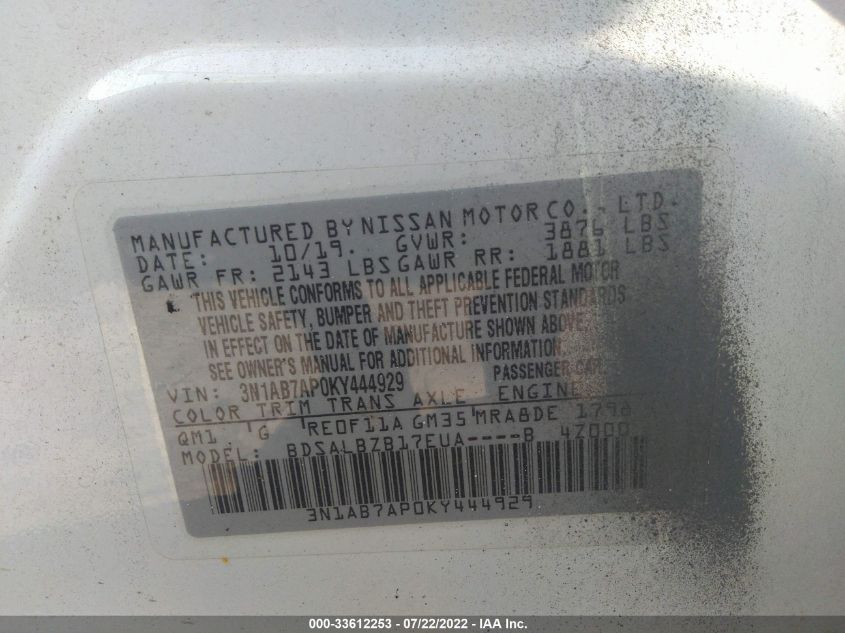 MANUFACTURED BY NISSAN MOTOR CO., LTD.
DATE: 10/19. GVWR: 3876 LBS
GAWR FR: 2143 LBS GAWR RR: 1881 LBS
THIS VEHICLE CONFORMS TO ALL APPLICABLE FEDERAL MOTOR
VEHICLE SAFETY, BUMPER AND THEFT PREVENTION STANDARDS
IN EFFECT ON THE DATE OF MANUFACTURE SHOWN ABOVE.
SEE OWNER'S MANUAL FOR ADDITIONAL INFORMATION.
VIN: 3N1AB7AP0KY444929 PASSENGER CAR
COLOR TRIM TRANS AXLE ENGINE
QM1 G RE0F11A GM35 MRA8DE 1798
MODEL: BDSALBZB17EUA----B 4Z000
3N1AB7AP0KY444929
000-33612253 - 07/22/2022 - IAA Inc.